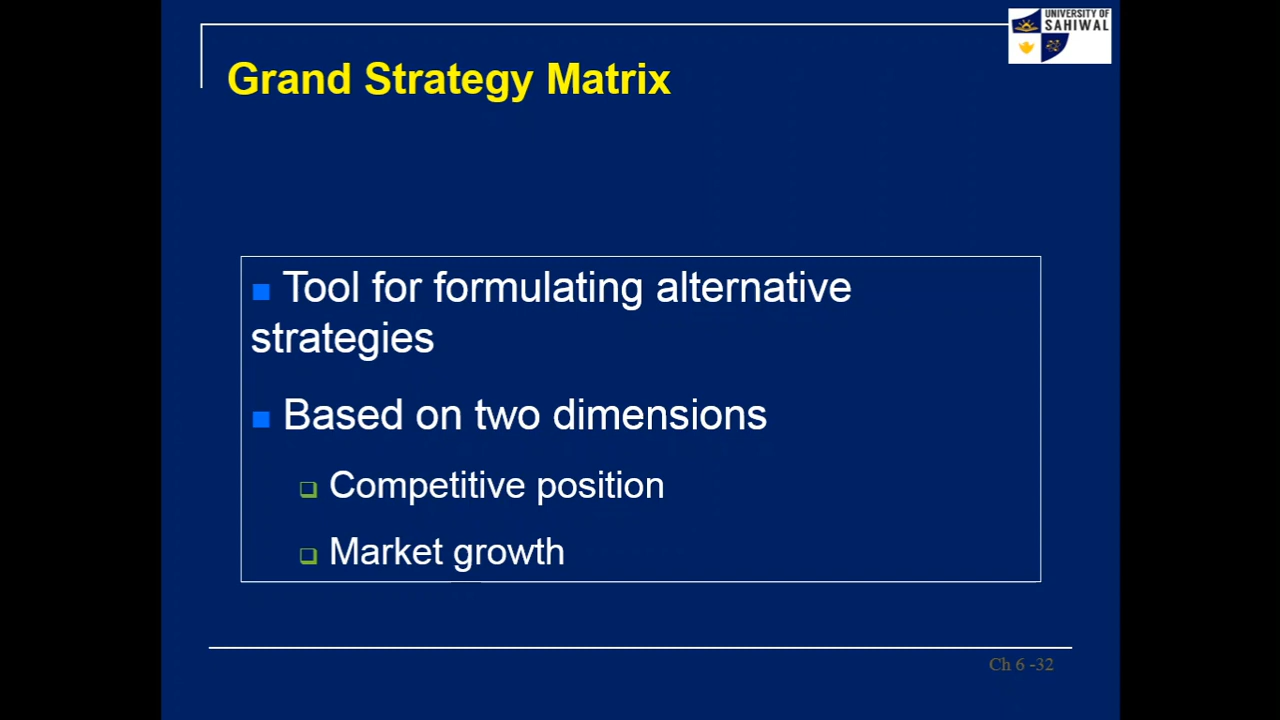 UNIVERSITY OF
SAHIWAL
Grand Strategy Matrix
Tool for formulating alternative
strategies
Based on two dimensions
Competitive position
Market growth
Ch 6 -32